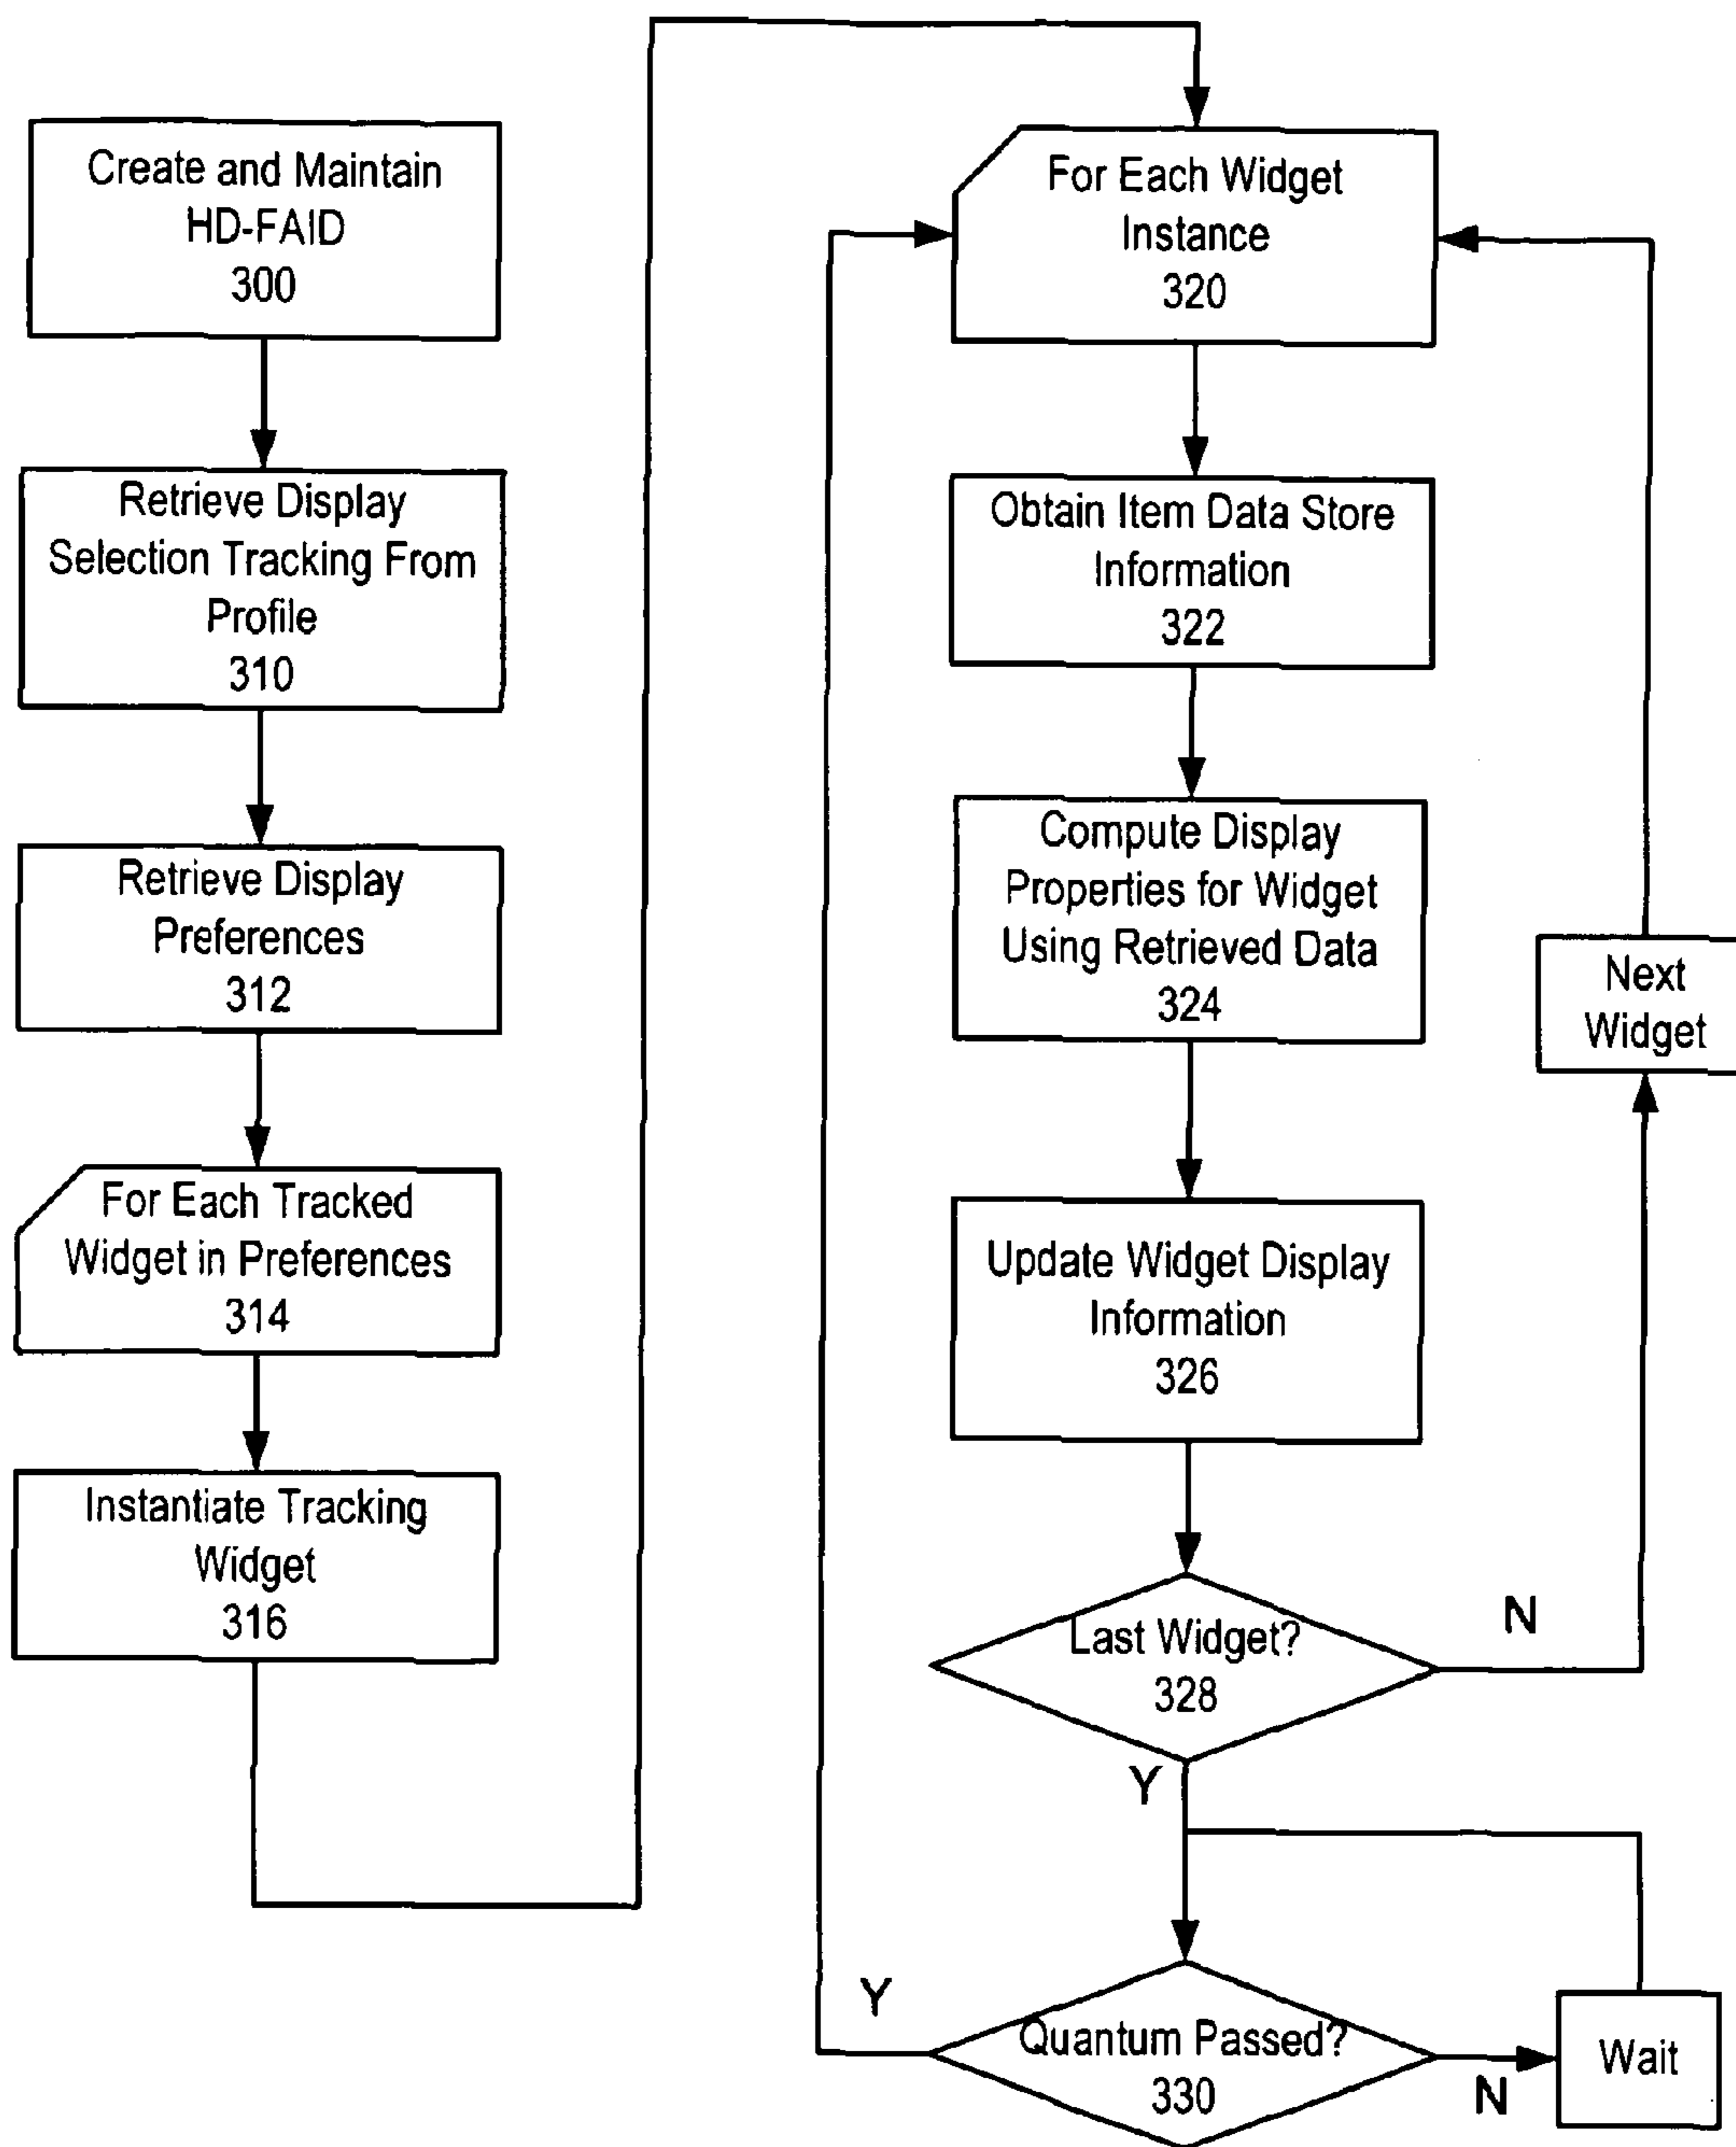 Create and Maintain
HD-FAID
300
Retrieve Display
Selection Tracking From
Profile
310
Retrieve Display
Preferences
312
For Each Tracked
Widget in Preferences
314
Instantiate Tracking
Widget
316
For Each Widget
Instance
320
Obtain Item Data Store
Information
322
Compute Display
Properties for Widget
Using Retrieved Data
324
Next
Widget
Update Widget Display
Information
326
Last Widget?
328
N
Y
Quantum Passed?
330
Y
N
Wait